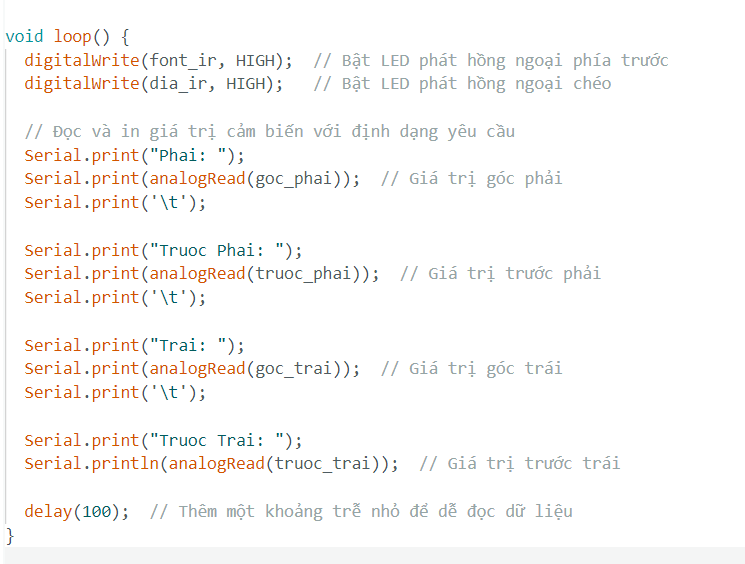 void loop() {
  digitalWrite(font_ir, HIGH);  // Bật LED phát hồng ngoại phía trước
  digitalWrite(dia_ir, HIGH);   // Bật LED phát hồng ngoại chéo
  // Đọc và in giá trị cảm biến với định dạng yêu cầu
  Serial.print("Phai: ");
  Serial.print(analogRead(goc_phai));  // Giá trị góc phải
  Serial.print('\t');
  Serial.print("Truoc Phai: ");
  Serial.print(analogRead(truoc_phai));  // Giá trị trước phải
  Serial.print('\t');
  Serial.print("Trai: ");
  Serial.print(analogRead(goc_trai));  // Giá trị góc trái
  Serial.print('\t');
  Serial.print("Truoc Trai: ");
  Serial.println(analogRead(truoc_trai));  // Giá trị trước trái
  delay(100);  // Thêm một khoảng trễ nhỏ để dễ đọc dữ liệu
}